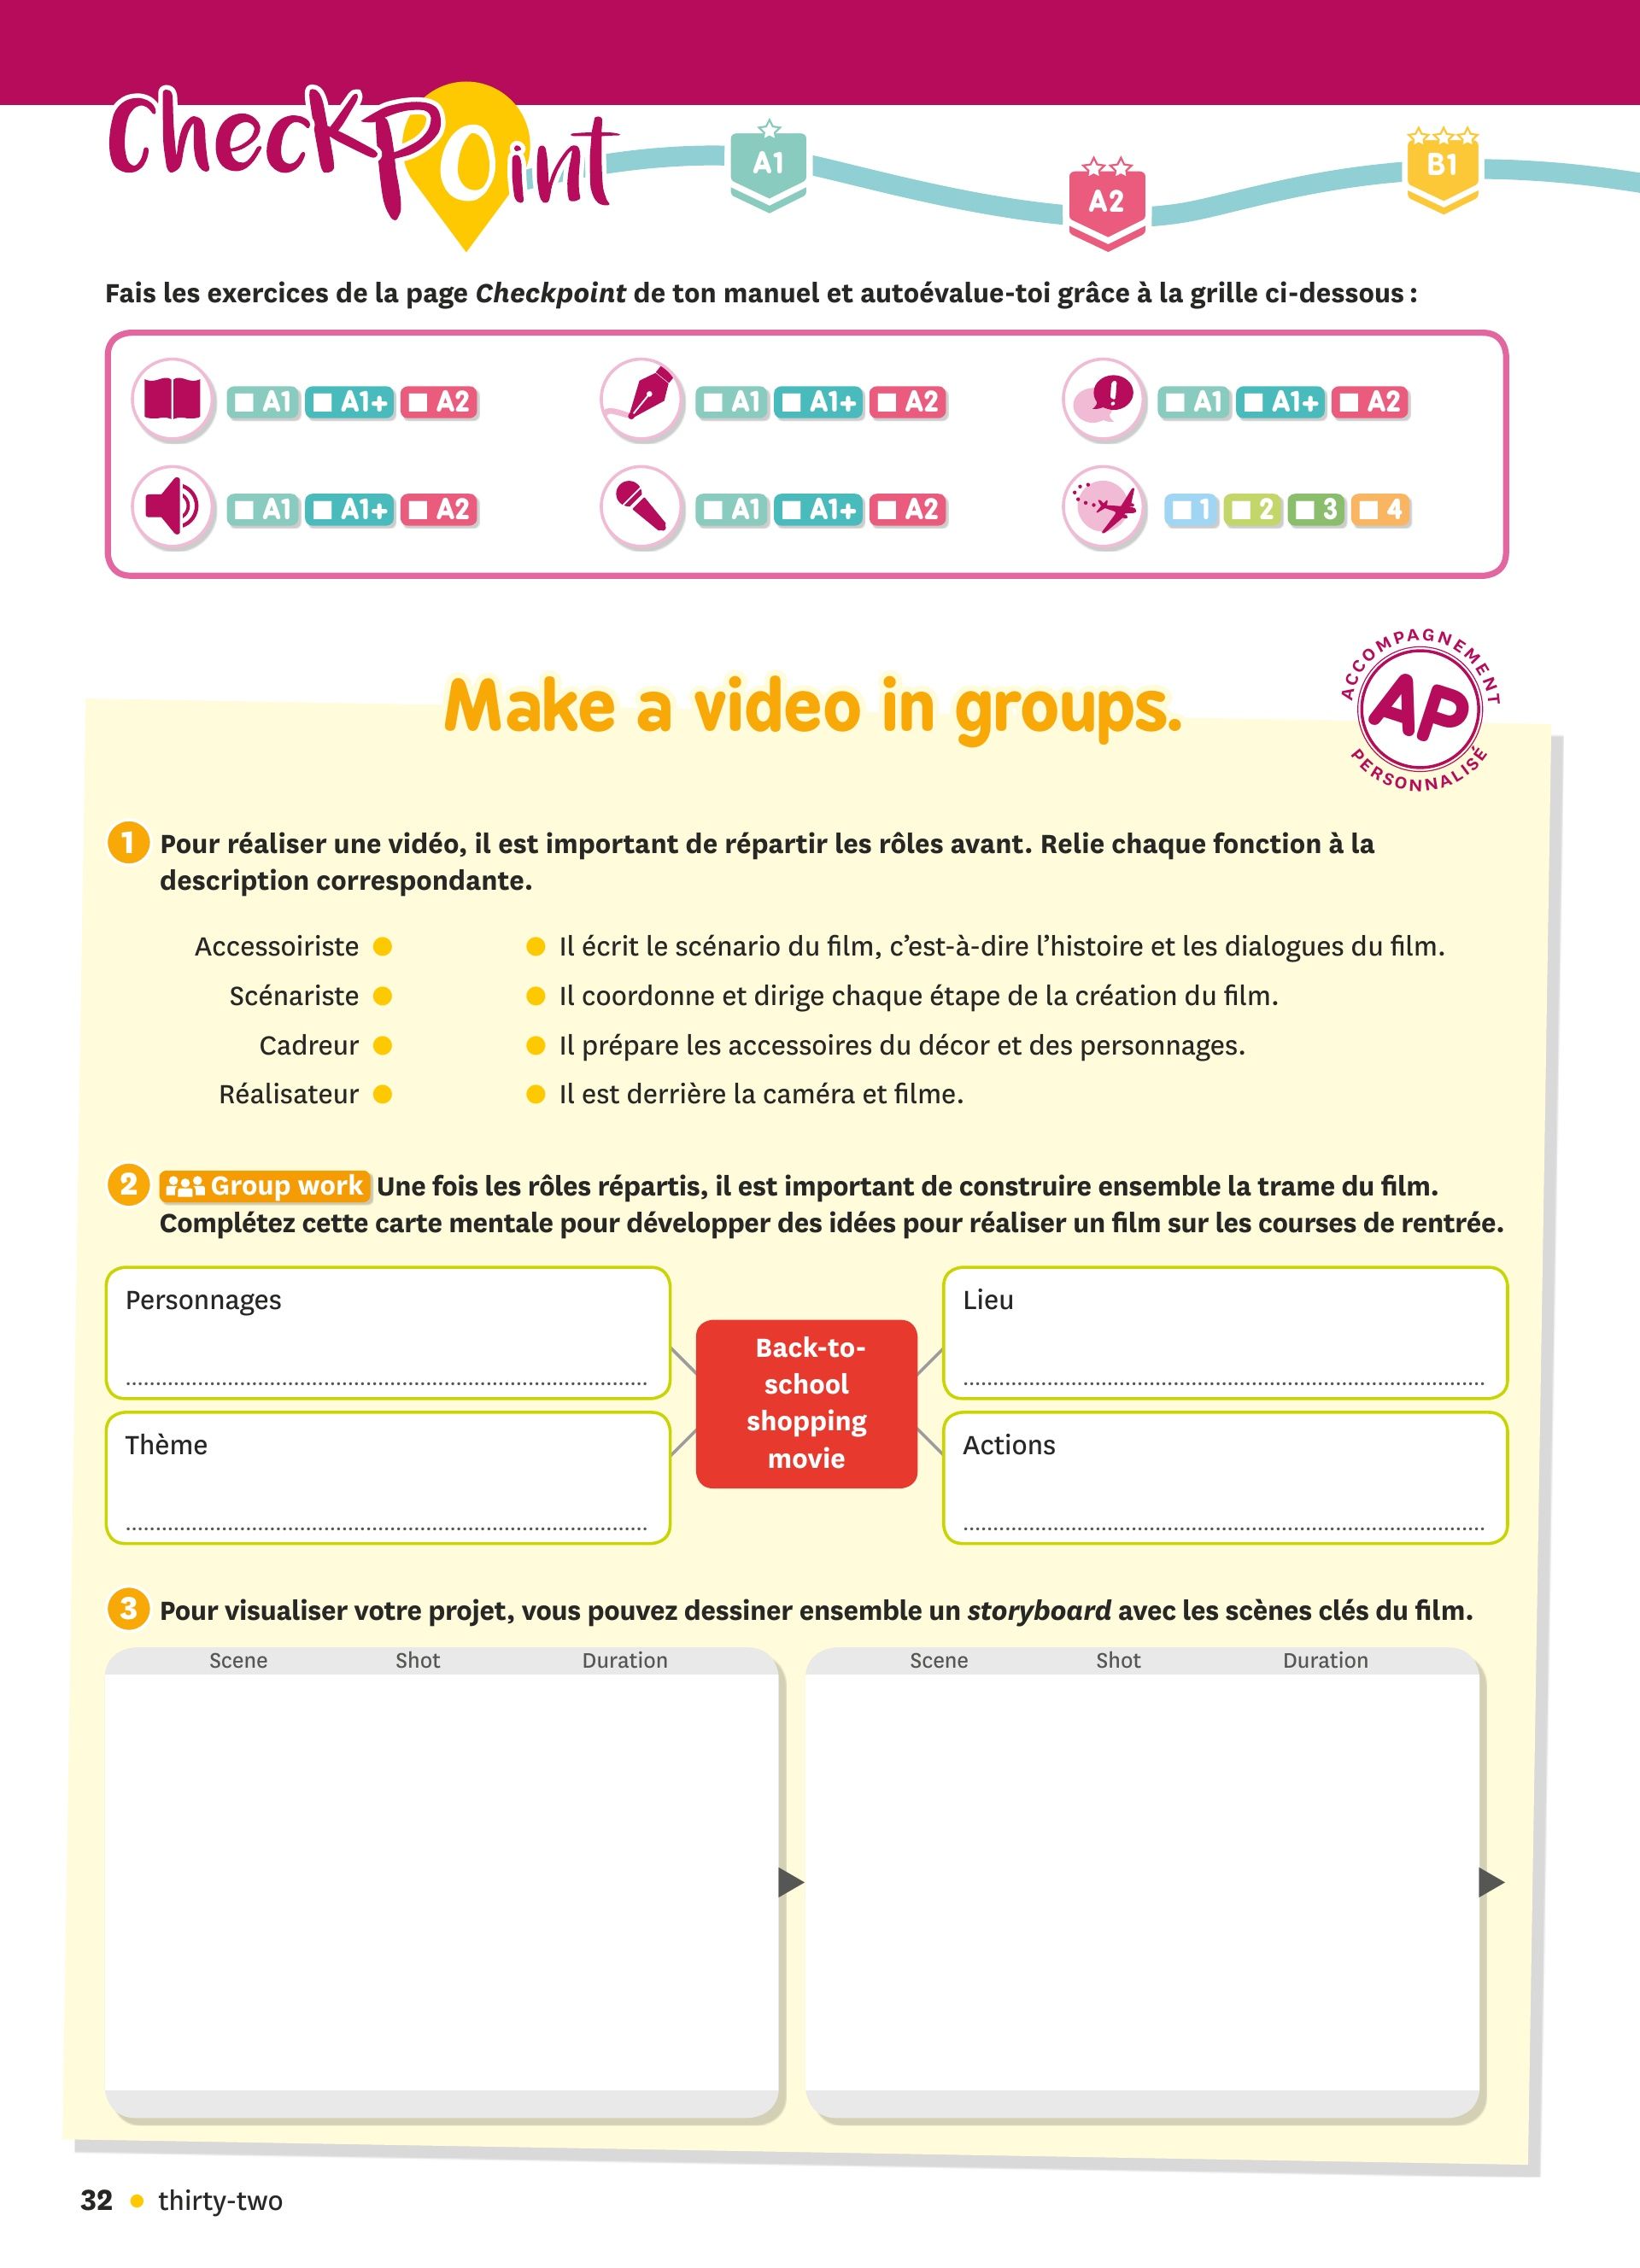 CheckPoint
A1
A2
B1
Fais les exercices de la page Checkpoint de ton manuel et autoévalue-toi grâce à la grille ci-dessous :
A1 A1+ A2
A1 A1+ A2
! A1 A1+ A2
A1 A1+ A2
A1 A1+ A2
1 2 3 4
Make a video in groups.
ACCOMPAGNEMENT
AP
PERSONNALISÉ
1 Pour réaliser une vidéo, il est important de répartir les rôles avant. Relie chaque fonction à la
description correspondante.
Accessoiriste ● ● Il écrit le scénario du film, c’est-à-dire l’histoire et les dialogues du film.
Scénariste ● ● Il coordonne et dirige chaque étape de la création du film.
Cadreur ● ● Il prépare les accessoires du décor et des personnages.
Réalisateur ● ● Il est derrière la caméra et filme.
2 Group work Une fois les rôles répartis, il est important de construire ensemble la trame du film.
Complétez cette carte mentale pour développer des idées pour réaliser un film sur les courses de rentrée.
Personnages
Thème
Back-to-
school
shopping
movie
Lieu
Actions
3 Pour visualiser votre projet, vous pouvez dessiner ensemble un storyboard avec les scènes clés du film.
Scene Shot Duration
Scene Shot Duration
32 ● thirty-two